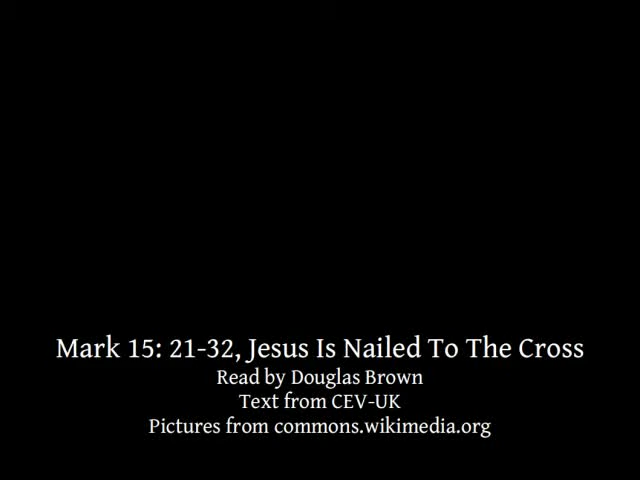 Mark 15: 21-32, Jesus Is Nailed To The Cross
Read by Douglas Brown
Text from CEV-UK
Pictures from commons.wikimedia.org